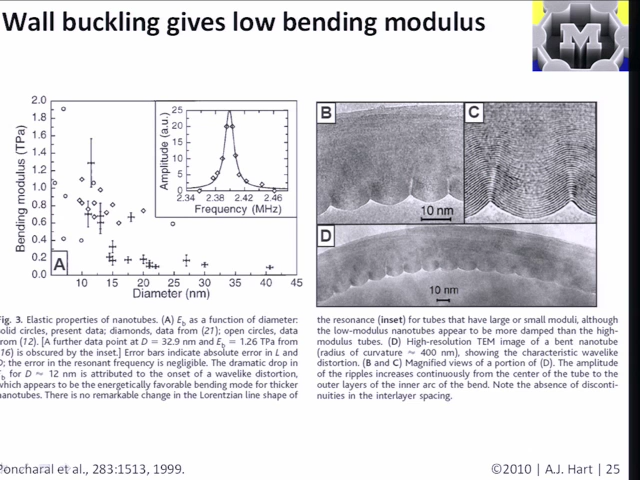 Wall buckling gives low bending modulus
M
2.0
1.8
1.6
1.4
1.2
1.0
0.8
0.6
0.4
0.2
0.0
Bending modulus (TPa)
10 15 20 25 30 35 40 45
Diameter (nm)
A
25
20
15
10
5
0
Amplitude (a.u.)
2.34 2.38 2.42 2.46
Frequency (MHz)
B
10 nm
C
D
10 nm
Fig. 3. Elastic properties of nanotubes. (A) Eb as a function of diameter:
solid circles, present data; diamonds, data from (21); open circles, data
from (12). [A further data point at D = 32.9 nm and Eb = 1.26 TPa from
(16) is obscured by the inset.] Error bars indicate absolute error in L and
D; the error in the resonant frequency is negligible. The dramatic drop in
Eb for D ~ 12 nm is attributed to the onset of a wavelike distortion,
which appears to be the energetically favorable bending mode for thicker
nanotubes. There is no remarkable change in the Lorentzian line shape of
the resonance (inset) for tubes that have large or small moduli, although
the low-modulus nanotubes appear to be more damped than the high-
modulus tubes. (D) High-resolution TEM image of a bent nanotube
(radius of curvature ~ 400 nm), showing the characteristic wavelike
distortion. (B and C) Magnified views of a portion of (D). The amplitude
of the ripples increases continuously from the center of the tube to the
outer layers of the inner arc of the bend. Note the absence of disconti-
nuities in the interlayer spacing.
Poncharal et al., 283:1513, 1999.
©2010 | A.J. Hart | 25